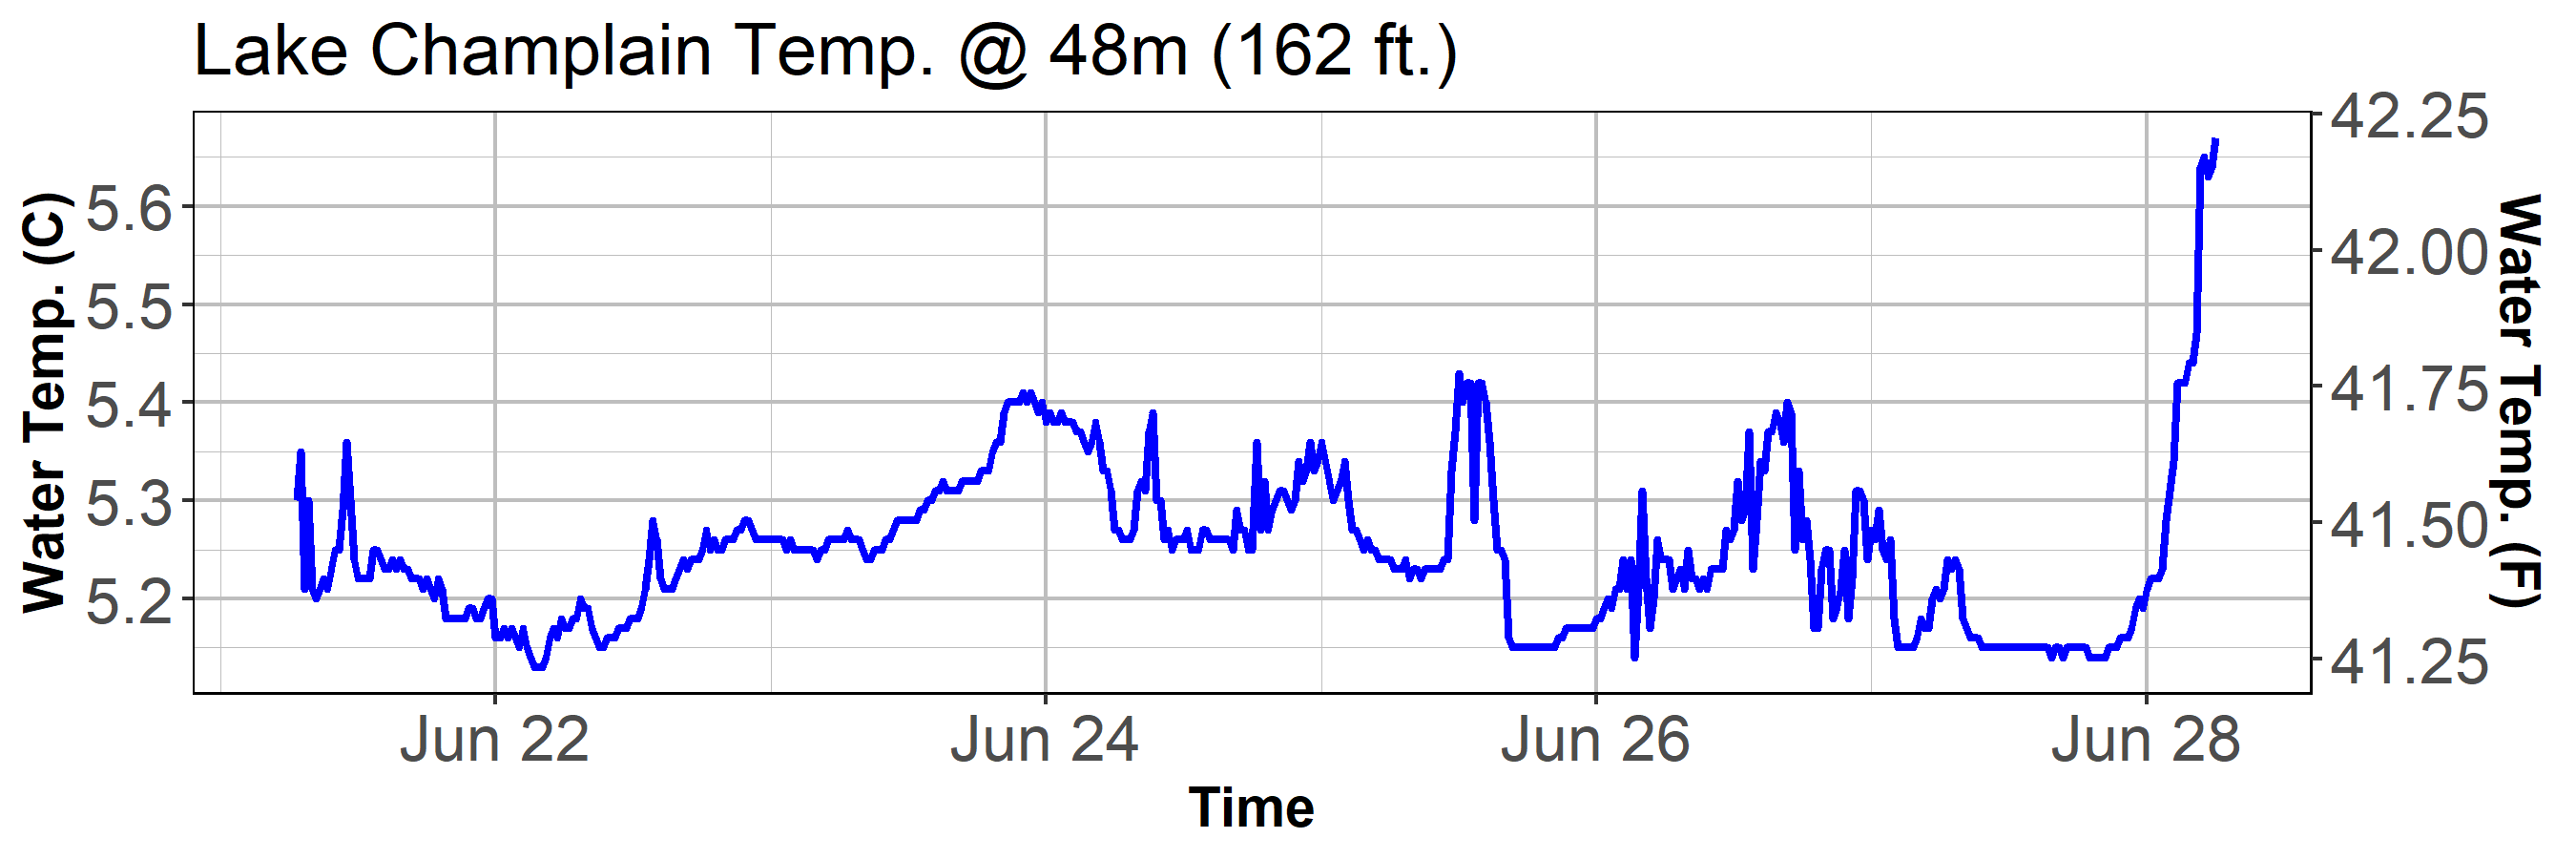 Lake Champlain Temp. @ 48m (162 ft.)
Water Temp. (C)
5.6
5.5
5.4
5.3
5.2
42.25
42.00
41.75
41.50
41.25
Water Temp. (F)
Jun 22
Jun 24
Jun 26
Jun 28
Time